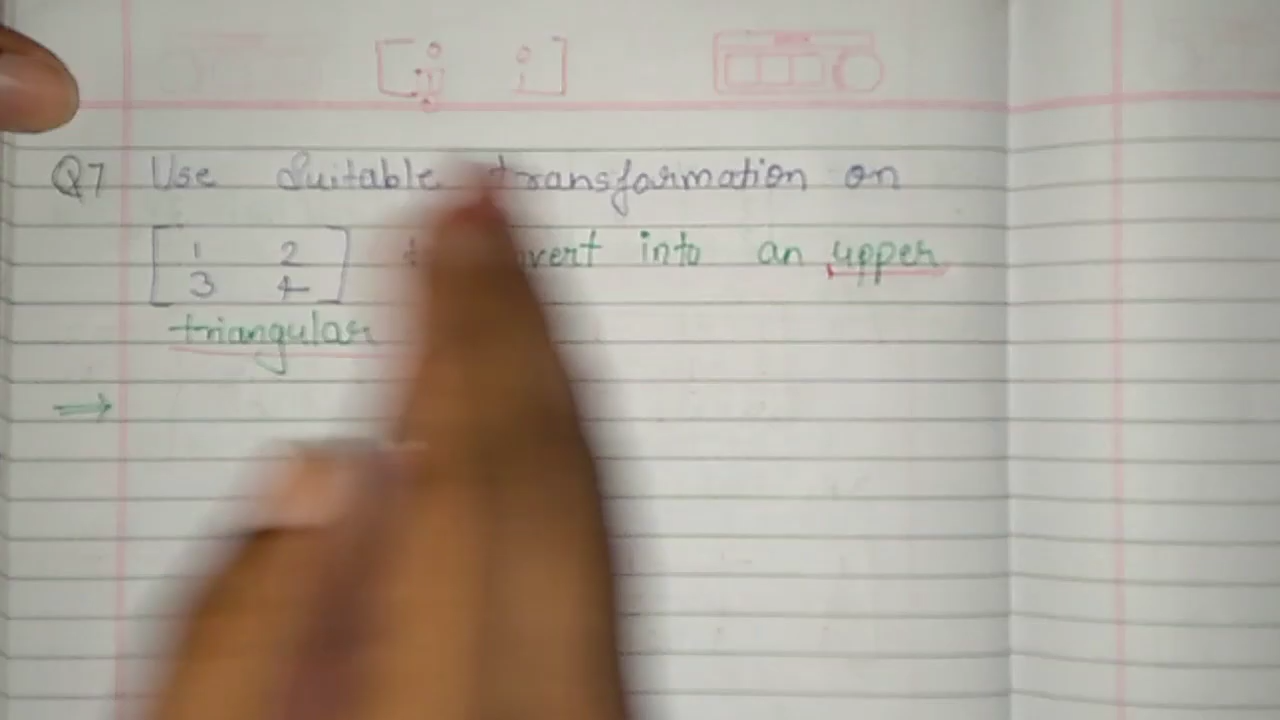 Q7 Use Suitable transformation on
[1 2
3 4] into an upper
triangular